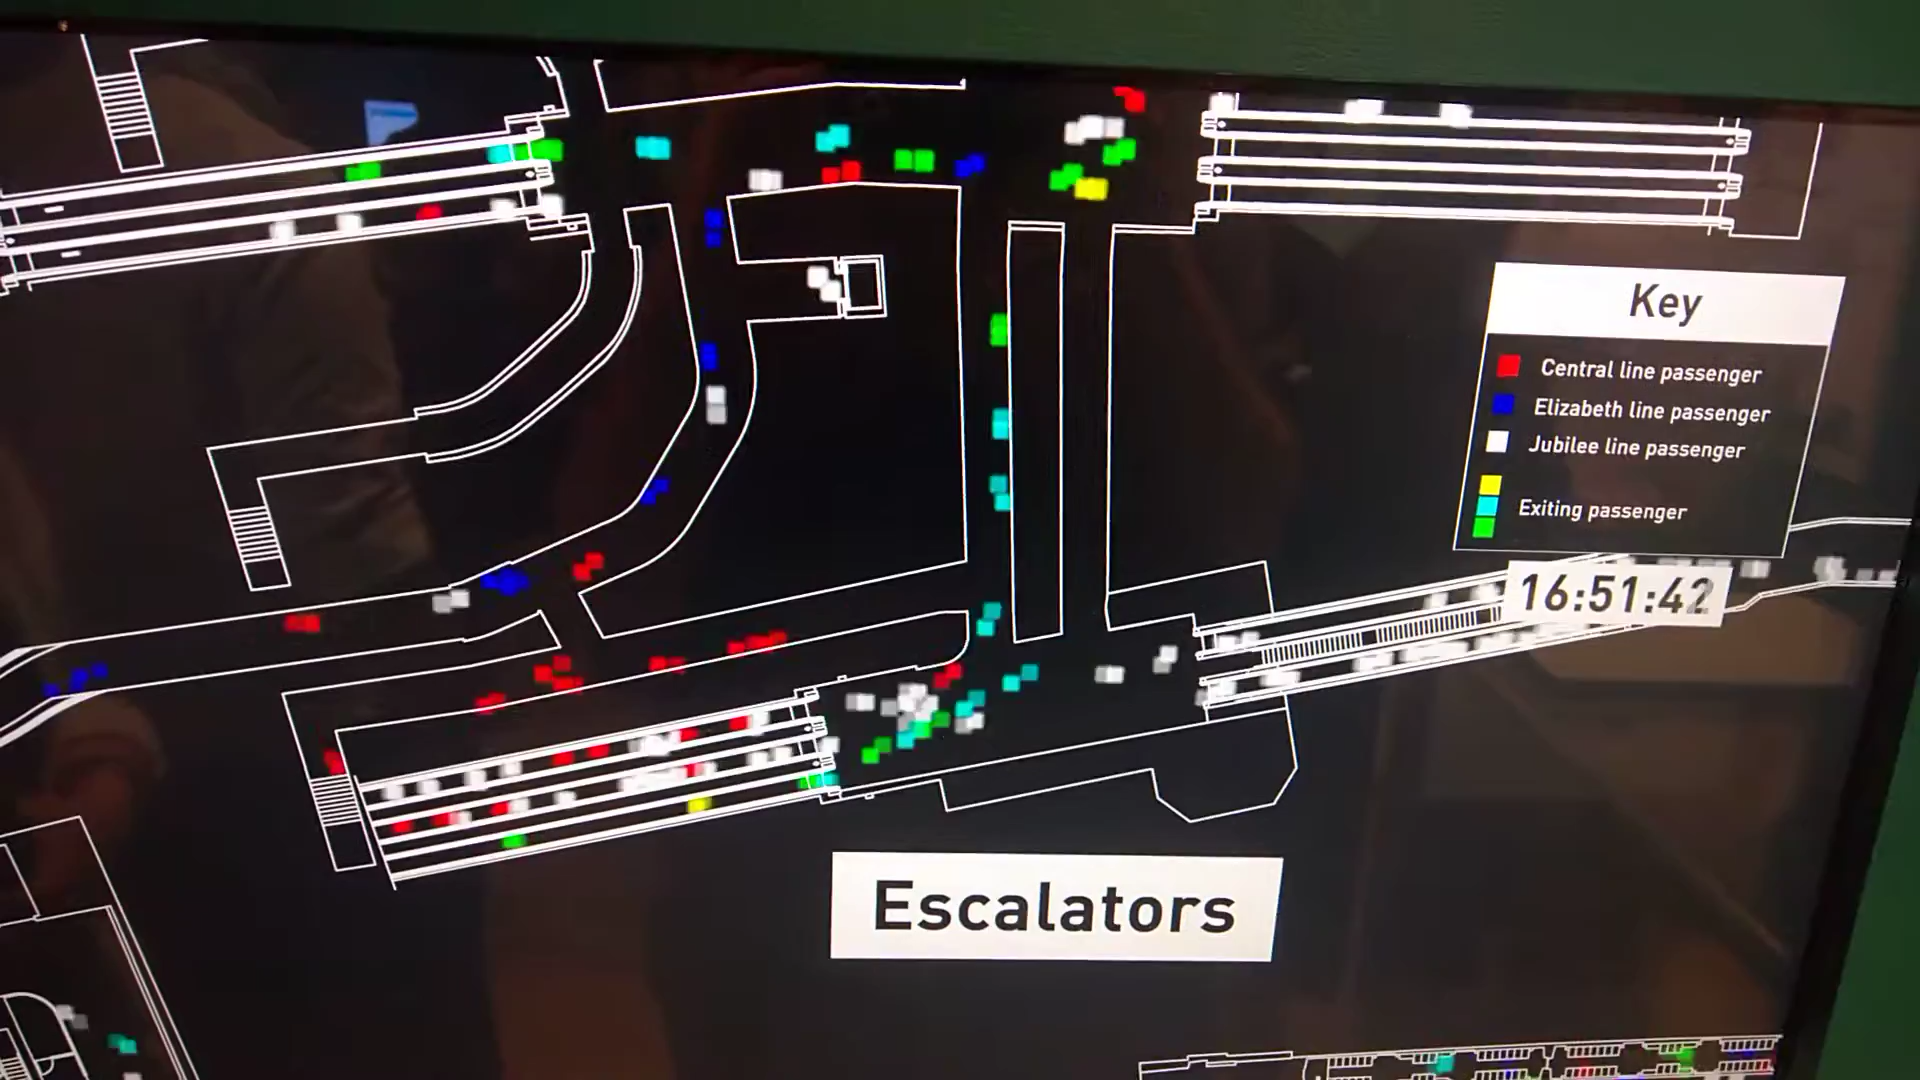 Key
Central line passenger
Elizabeth line passenger
Jubilee line passenger
Exiting passenger
16:51:42
Escalators